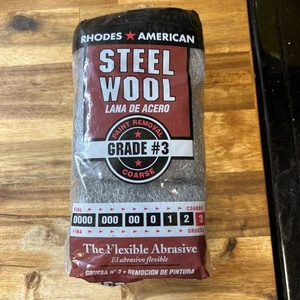 RHODES ★ AMERICAN
STEEL
WOOL
LANA DE ACERO
PAINT REMOVAL
GRADE #3
COARSE
FINE COARSE
0000 000 00 0 1 2 3
FINA GRUESA
The Flexible Abrasive
El abrasivo flexible
GRUESA Nº 3 • REMOCIÓN DE PINTURA